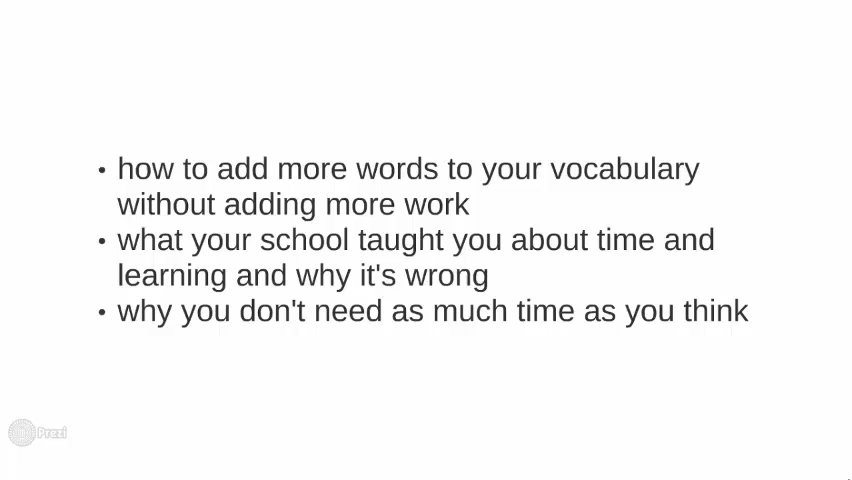 • how to add more words to your vocabulary
without adding more work
• what your school taught you about time and
learning and why it's wrong
• why you don't need as much time as you think
Prezi